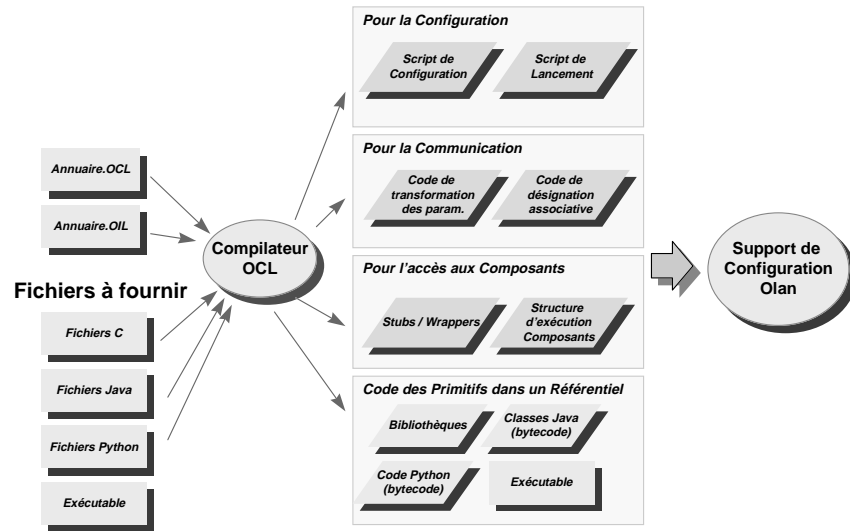 Annuaire.OCL
Annuaire.OIL
Fichiers à fournir
Fichiers C
Fichiers Java
Fichiers Python
Exécutable
Compilateur
OCL
Pour la Configuration
Script de
Configuration
Script de
Lancement
Pour la Communication
Code de
transformation
des param.
Code de
désignation
associative
Pour l'accès aux Composants
Stubs / Wrappers
Structure
d'exécution
Composants
Code des Primitifs dans un Référentiel
Bibliothèques
Classes Java
(bytecode)
Code Python
(bytecode)
Exécutable
Support de
Configuration
Olan